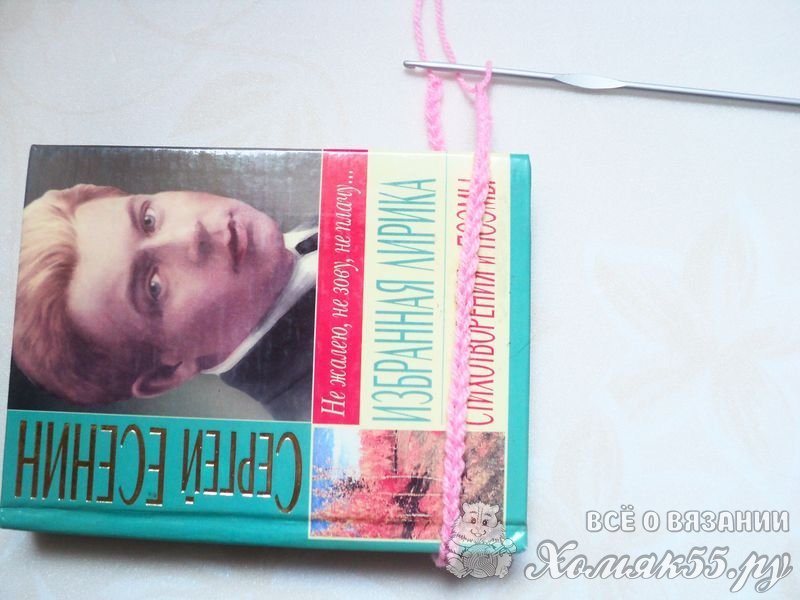 СЕРГЕЙ ЕСЕНИН
Не жалею, не зову, не плачу...
ИЗБРАННАЯ ЛИРИКА
СТИХОТВОРЕНИЯ И ПОЭМЫ
ВСЁ О ВЯЗАНИИ
Хомяк55.ру